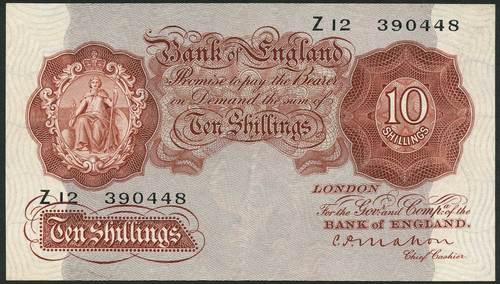 Z 12 390448
Bank of England
Promise to pay the Bearer
on Demand the sum of
Ten Shillings
10
SHILLINGS
Z 12 390448
Ten Shillings
LONDON
For the Govr. and Compa. of the
BANK OF ENGLAND.
C.P. Mahon
Chief Cashier.